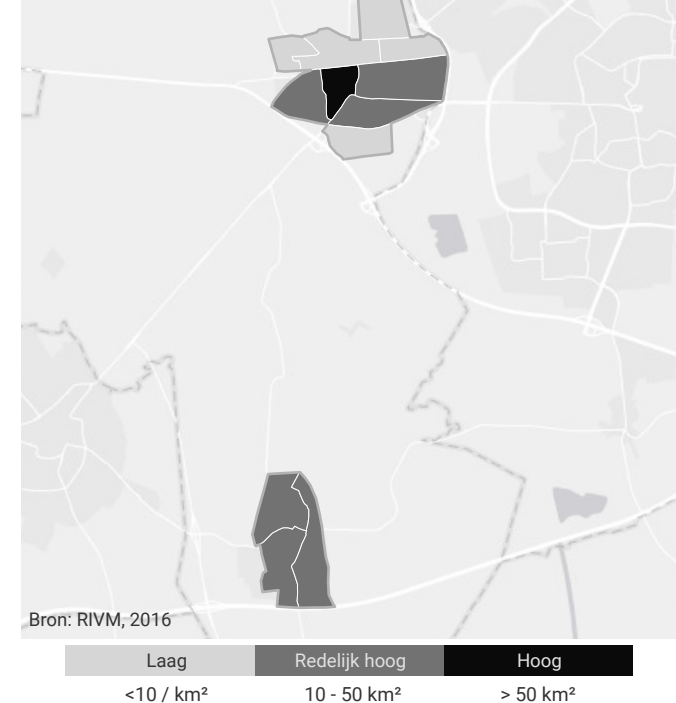 Bron: RIVM, 2016
Laag Redelijk hoog Hoog
<10 / km² 10 - 50 km² > 50 km²